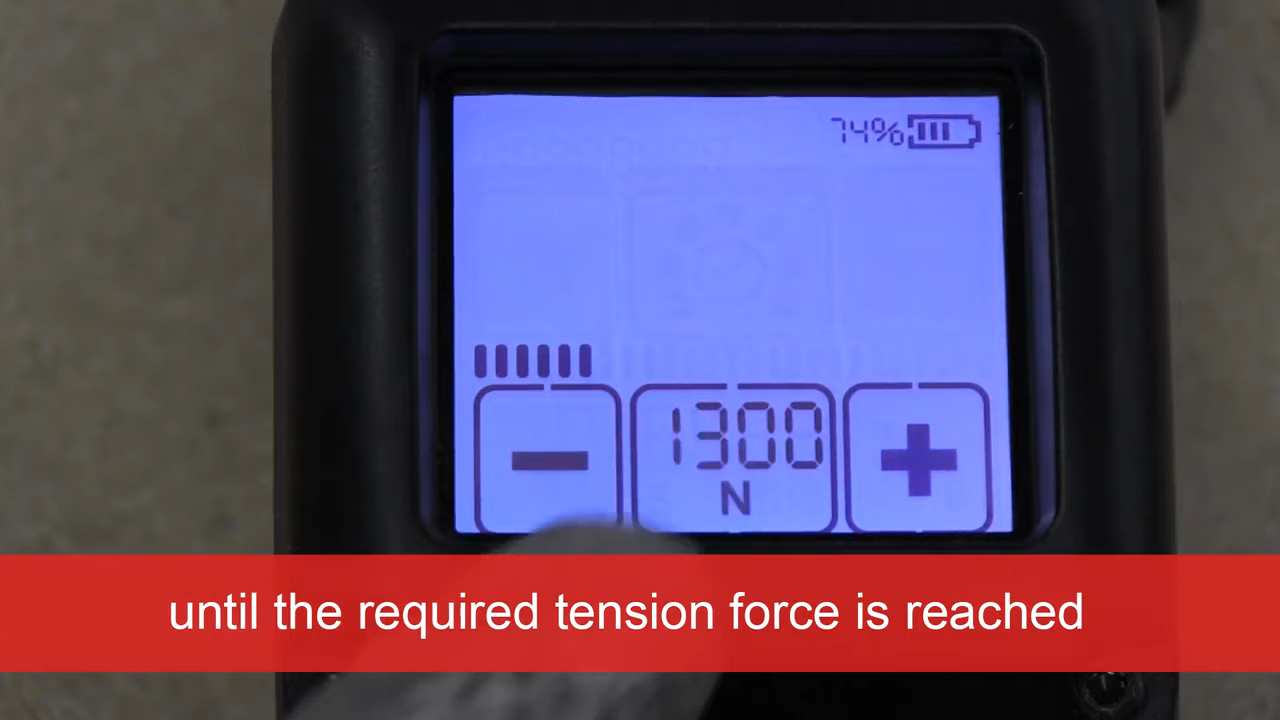 74%
1300
N
until the required tension force is reached